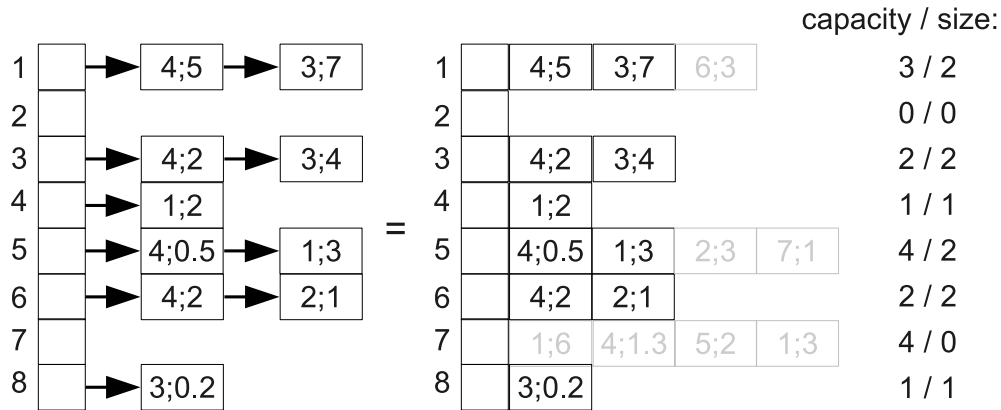 capacity / size:
1 4;5 3;7 1 4;5 3;7 6;3 3 / 2
2 2 0 / 0
3 4;2 3;4 3 4;2 3;4 2 / 2
4 1;2 4 1;2 1 / 1
=
5 4;0.5 1;3 5 4;0.5 1;3 2;3 7;1 4 / 2
6 4;2 2;1 6 4;2 2;1 2 / 2
7 7 1;6 4;1.3 5;2 1;3 4 / 0
8 3;0.2 8 3;0.2 1 / 1